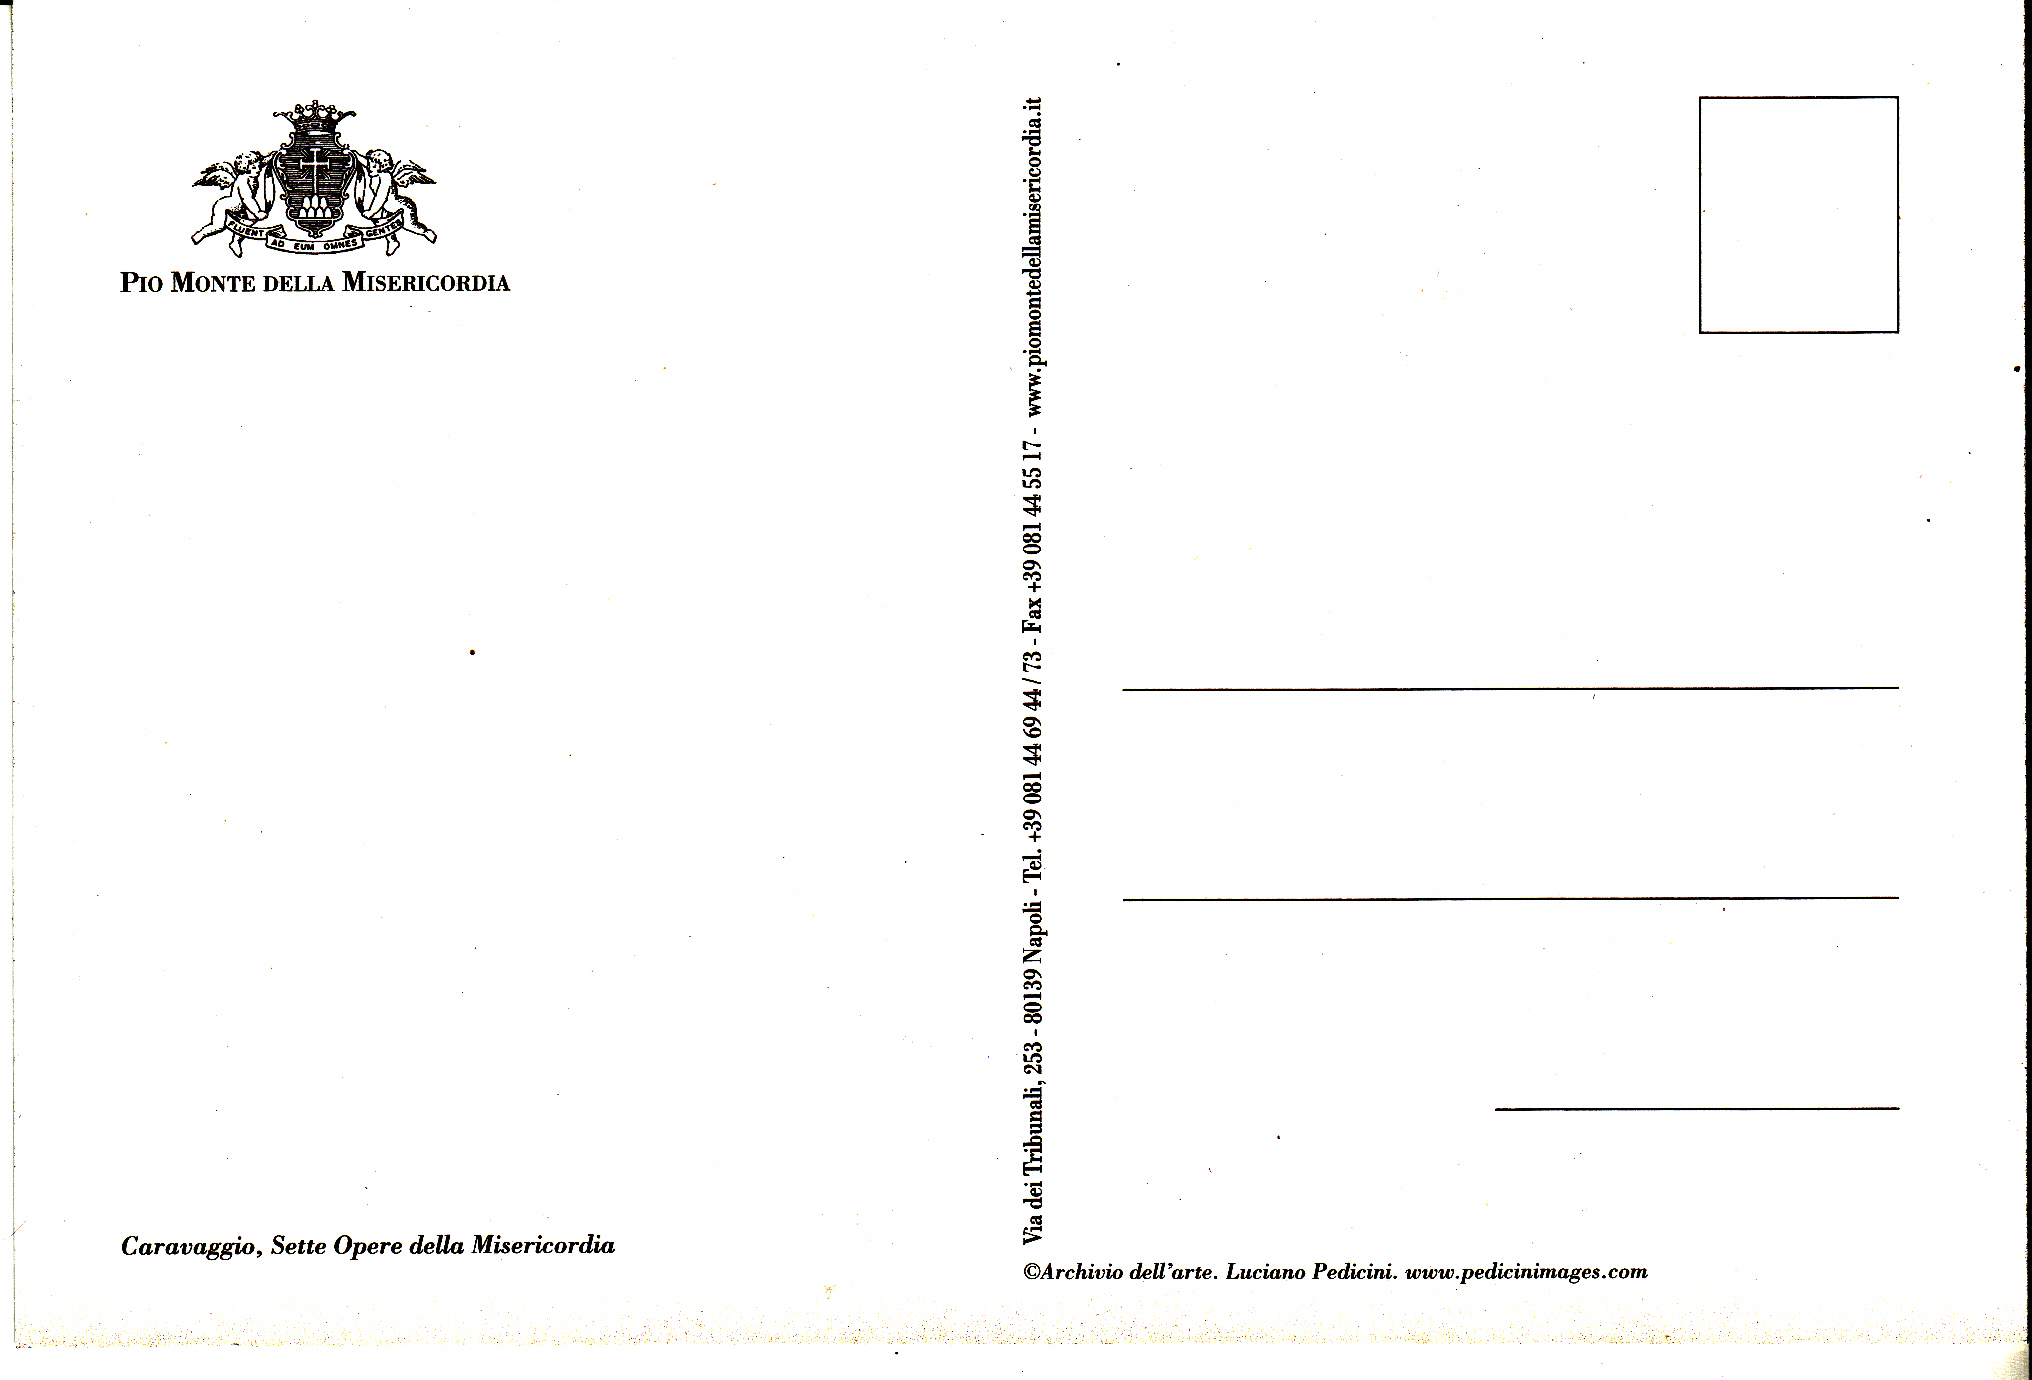 FLUENT AD EUM OMNES GENTES
PIO MONTE DELLA MISERICORDIA
Caravaggio, Sette Opere della Misericordia
Via dei Tribunali, 253 - 80139 Napoli - Tel. +39 081 44 69 44 / 73 - Fax +39 081 44 55 17 - www.piomontedellamisericordia.it
©Archivio dell'arte. Luciano Pedicini. www.pedicinimages.com